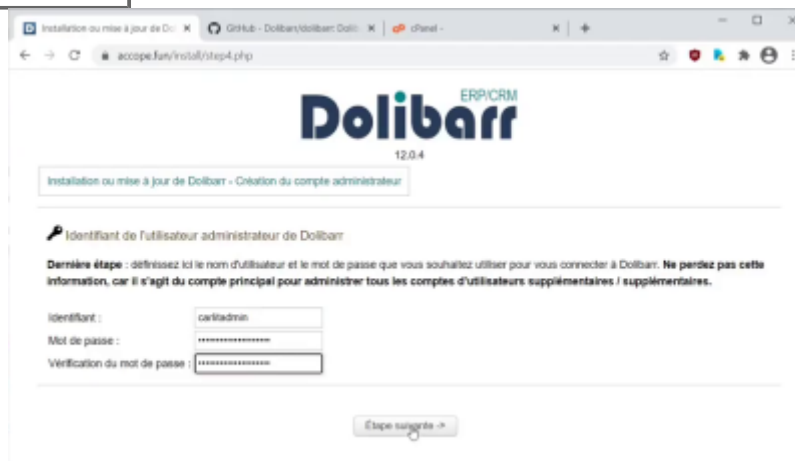 Installation ou mise à jour de Do
GitHub - Dolibarr/dolibarr: Dolib
cPanel -
accope.fun/install/step4.php
Dolibarr
ERP/CRM
12.0.4
Installation ou mise à jour de Dolibarr - Création du compte administrateur
Identifiant de l'utilisateur administrateur de Dolibarr
Dernière étape : définissez ici le nom d'utilisateur et le mot de passe que vous souhaitez utiliser pour vous connecter à Dolibarr. Ne perdez pas cette
information, car il s'agit du compte principal pour administrer tous les comptes d'utilisateurs supplémentaires / supplémentaires.
Identifiant :
carlitadmin
Mot de passe :
Vérification du mot de passe :
Étape suivante ->